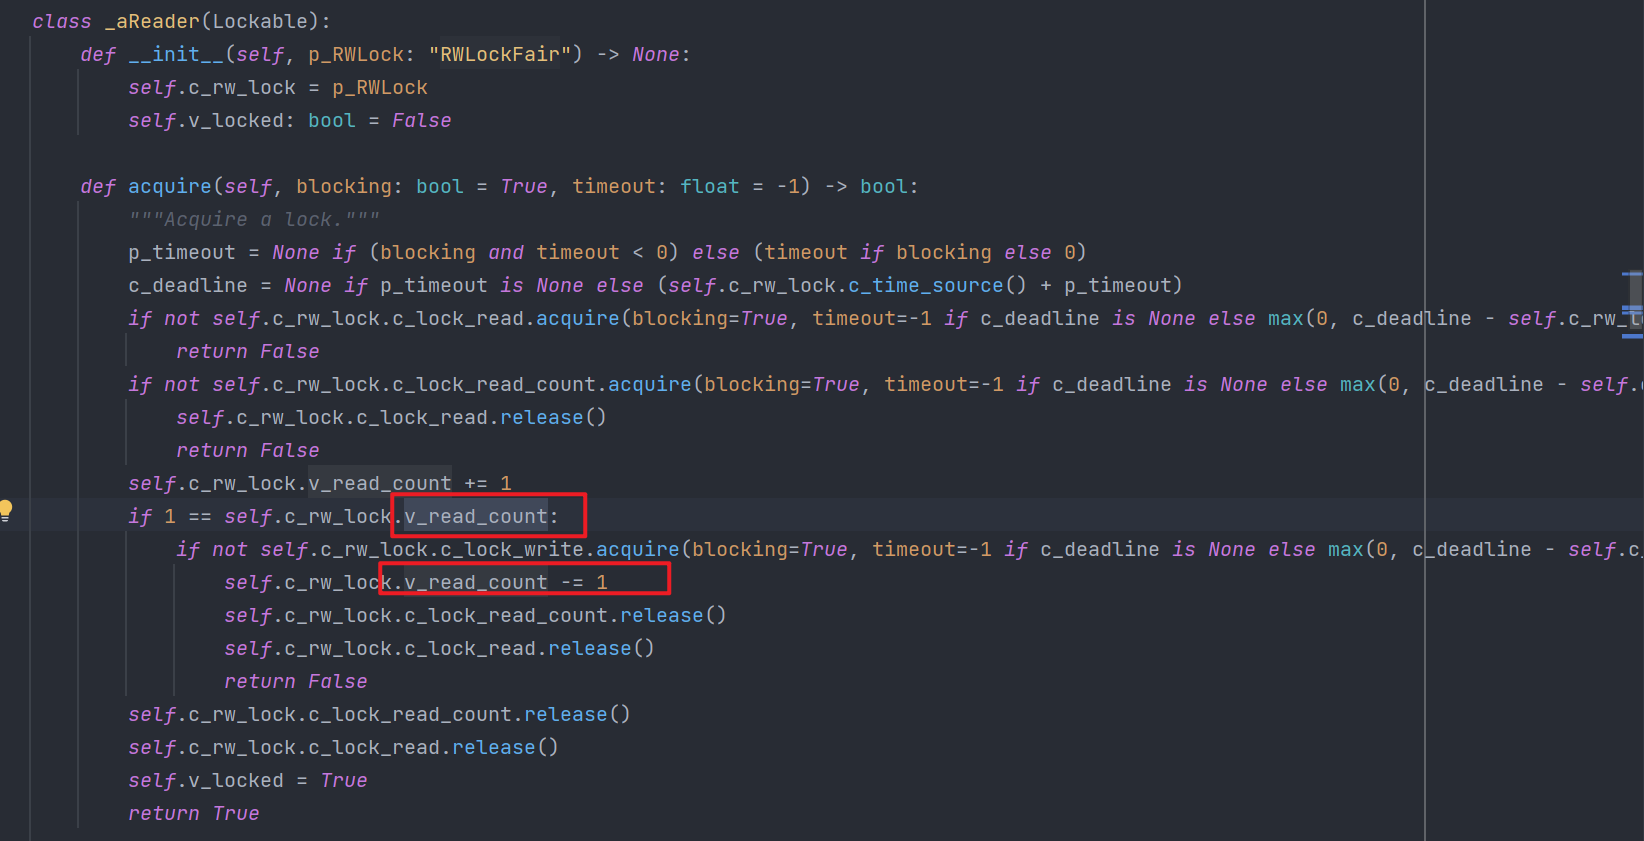 class _aReader(Lockable):
def __init__(self, p_RWLock: "RWLockFair") -> None:
self.c_rw_lock = p_RWLock
self.v_locked: bool = False
def acquire(self, blocking: bool = True, timeout: float = -1) -> bool:
"""Acquire a lock."""
p_timeout = None if (blocking and timeout < 0) else (timeout if blocking else 0)
c_deadline = None if p_timeout is None else (self.c_rw_lock.c_time_source() + p_timeout)
if not self.c_rw_lock.c_lock_read.acquire(blocking=True, timeout=-1 if c_deadline is None else max(0, c_deadline - self.c_rw_l
return False
if not self.c_rw_lock.c_lock_read_count.acquire(blocking=True, timeout=-1 if c_deadline is None else max(0, c_deadline - self.
self.c_rw_lock.c_lock_read.release()
return False
self.c_rw_lock.v_read_count += 1
if 1 == self.c_rw_lock.v_read_count:
if not self.c_rw_lock.c_lock_write.acquire(blocking=True, timeout=-1 if c_deadline is None else max(0, c_deadline - self.c_
self.c_rw_lock.v_read_count -= 1
self.c_rw_lock.c_lock_read_count.release()
self.c_rw_lock.c_lock_read.release()
return False
self.c_rw_lock.c_lock_read_count.release()
self.c_rw_lock.c_lock_read.release()
self.v_locked = True
return True